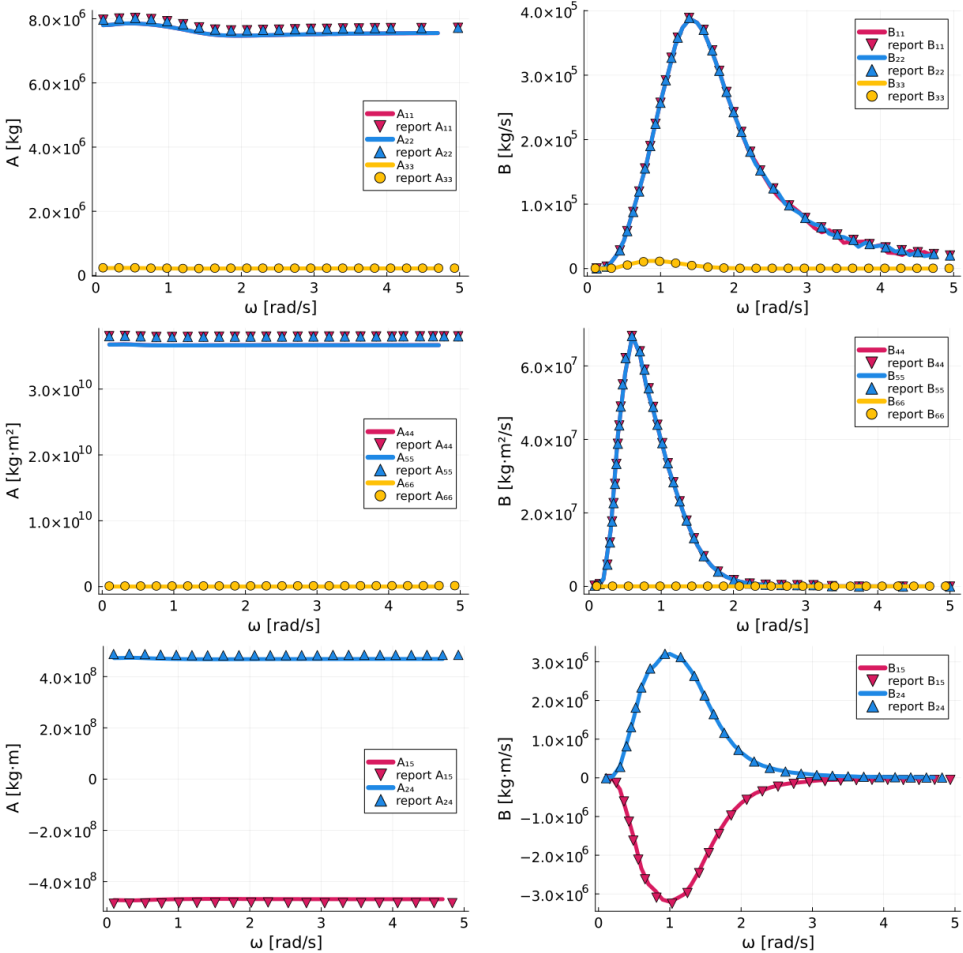 8.0×10⁶
6.0×10⁶
4.0×10⁶
2.0×10⁶
0
A [kg]
0 1 2 3 4 5
ω [rad/s]
A₁₁
report A₁₁
A₂₂
report A₂₂
A₃₃
report A₃₃
4.0×10⁵
3.0×10⁵
2.0×10⁵
1.0×10⁵
0
B [kg/s]
0 1 2 3 4 5
ω [rad/s]
B₁₁
report B₁₁
B₂₂
report B₂₂
B₃₃
report B₃₃
3.0×10¹⁰
2.0×10¹⁰
1.0×10¹⁰
0
A [kg·m²]
0 1 2 3 4 5
ω [rad/s]
A₄₄
report A₄₄
A₅₅
report A₅₅
A₆₆
report A₆₆
6.0×10⁷
4.0×10⁷
2.0×10⁷
0
B [kg·m²/s]
0 1 2 3 4 5
ω [rad/s]
B₄₄
report B₄₄
B₅₅
report B₅₅
B₆₆
report B₆₆
4.0×10⁸
2.0×10⁸
0
−2.0×10⁸
−4.0×10⁸
A [kg·m]
0 1 2 3 4 5
ω [rad/s]
A₁₅
report A₁₅
A₂₄
report A₂₄
3.0×10⁶
2.0×10⁶
1.0×10⁶
0
−1.0×10⁶
−2.0×10⁶
−3.0×10⁶
B [kg·m/s]
0 1 2 3 4 5
ω [rad/s]
B₁₅
report B₁₅
B₂₄
report B₂₄